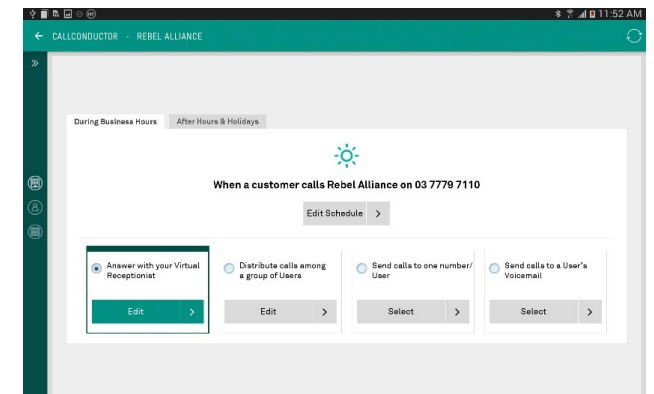 11:52 AM
CALLCONDUCTOR - REBEL ALLIANCE
During Business Hours
After Hours & Holidays
When a customer calls Rebel Alliance on 03 7779 7110
Edit Schedule
Answer with your Virtual
Receptionist
Edit
Distribute calls among
a group of Users
Edit
Send calls to one number/
User
Select
Send calls to a User's
Voicemail
Select